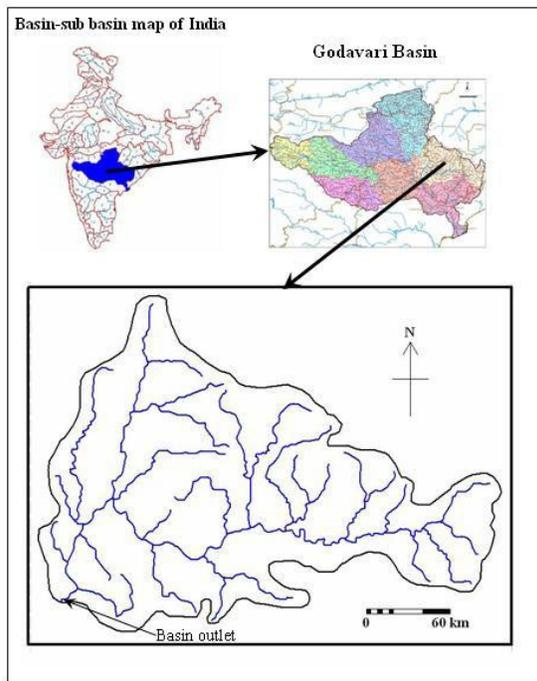 Basin-sub basin map of India
Godavari Basin
N
Basin outlet
0 60 km